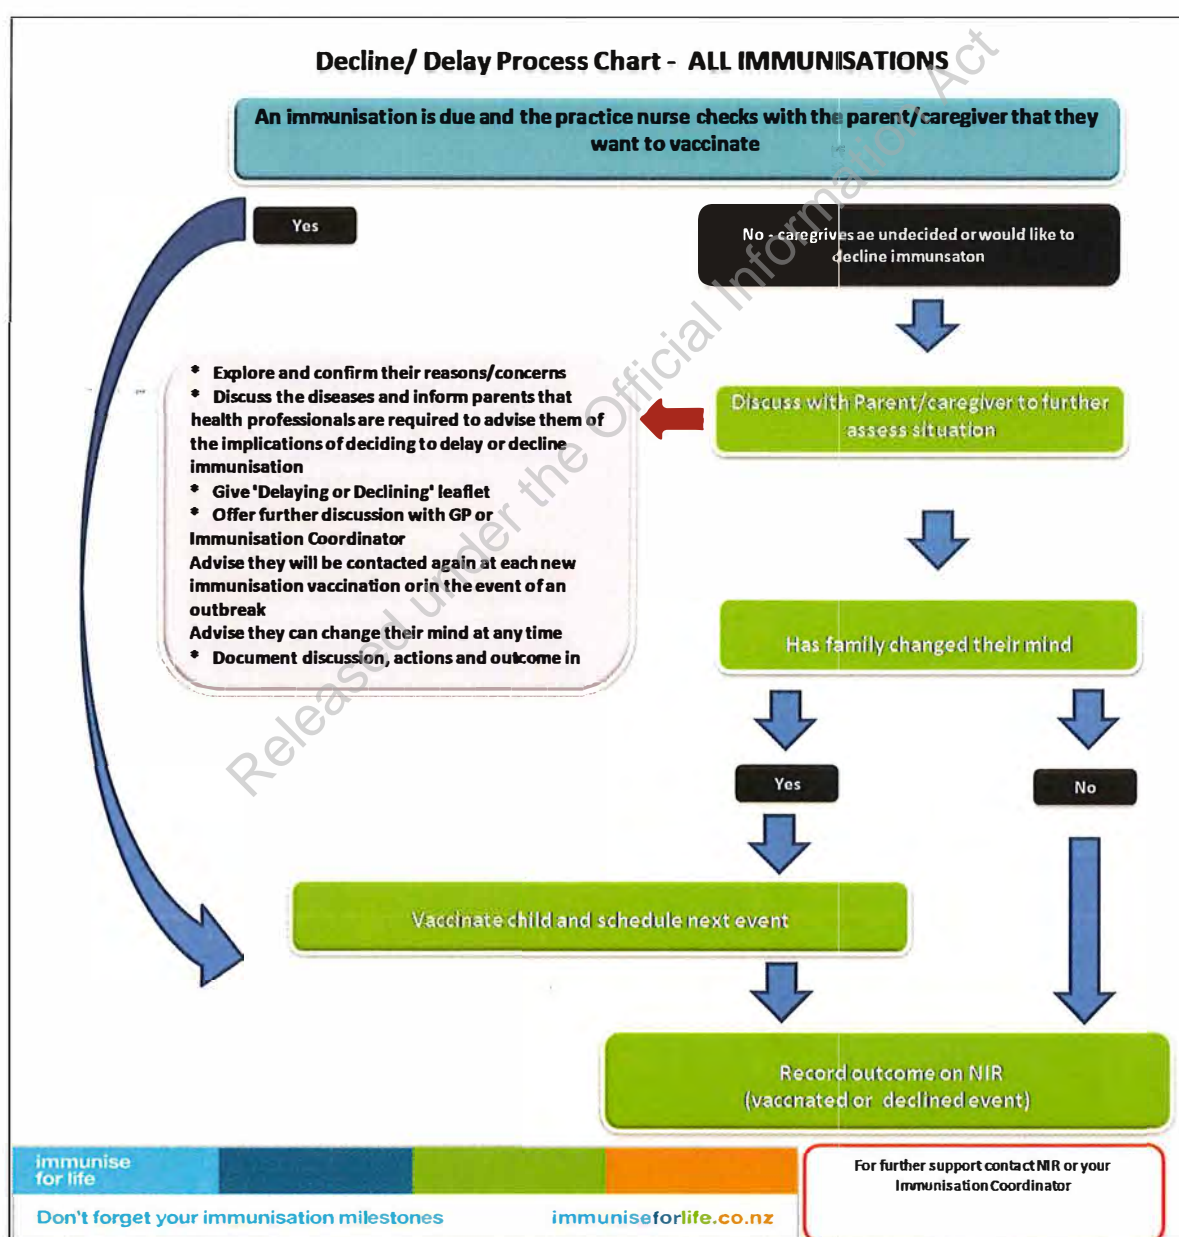 Decline/ Delay Process Chart - ALL IMMUNISATIONS
An immunisation is due and the practice nurse checks with the parent/caregiver that they
want to vaccinate
Yes
No - caregrives ae undecided or would like to
decline immunsaton
* Explore and confirm their reasons/concerns
* Discuss the diseases and inform parents that
health professionals are required to advise them of
the implications of deciding to delay or decline
immunisation
* Give 'Delaying or Declining' leaflet
* Offer further discussion with GP or
Immunisation Coordinator
Advise they will be contacted again at each new
immunisation vaccination orin the event of an
outbreak
Advise they can change their mind at any time
* Document discussion, actions and outcome in
Discuss with Parent/caregiver to further
assess situation
Has family changed their mind
Yes
No
Vaccinate child and schedule next event
Record outcome on NIR
(vaccnated or declined event)
immunise
for life
Don't forget your immunisation milestones
immuniseforlife.co.nz
For further support contact NIR or your
Immunisation Coordinator
Released under the Official Information Act